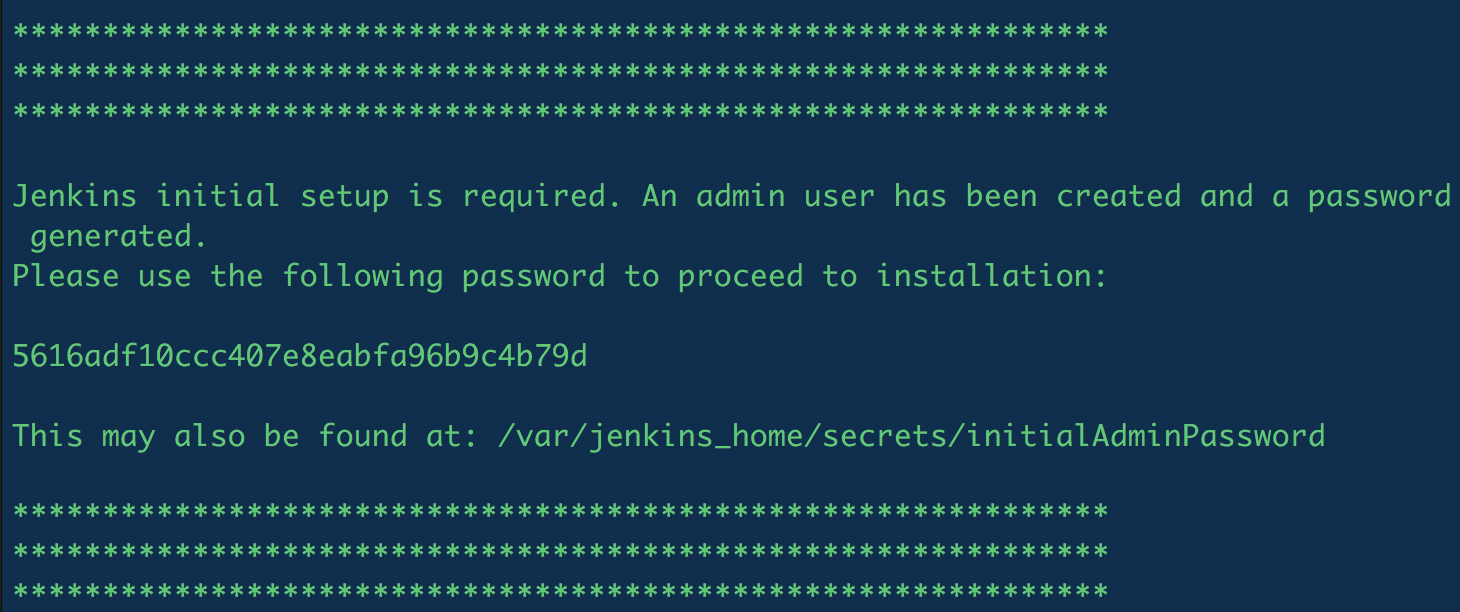 *************************************************************
*************************************************************
*************************************************************
Jenkins initial setup is required. An admin user has been created and a password
generated.
Please use the following password to proceed to installation:
5616adf10ccc407e8eabfa96b9c4b79d
This may also be found at: /var/jenkins_home/secrets/initialAdminPassword
*************************************************************
*************************************************************
*************************************************************